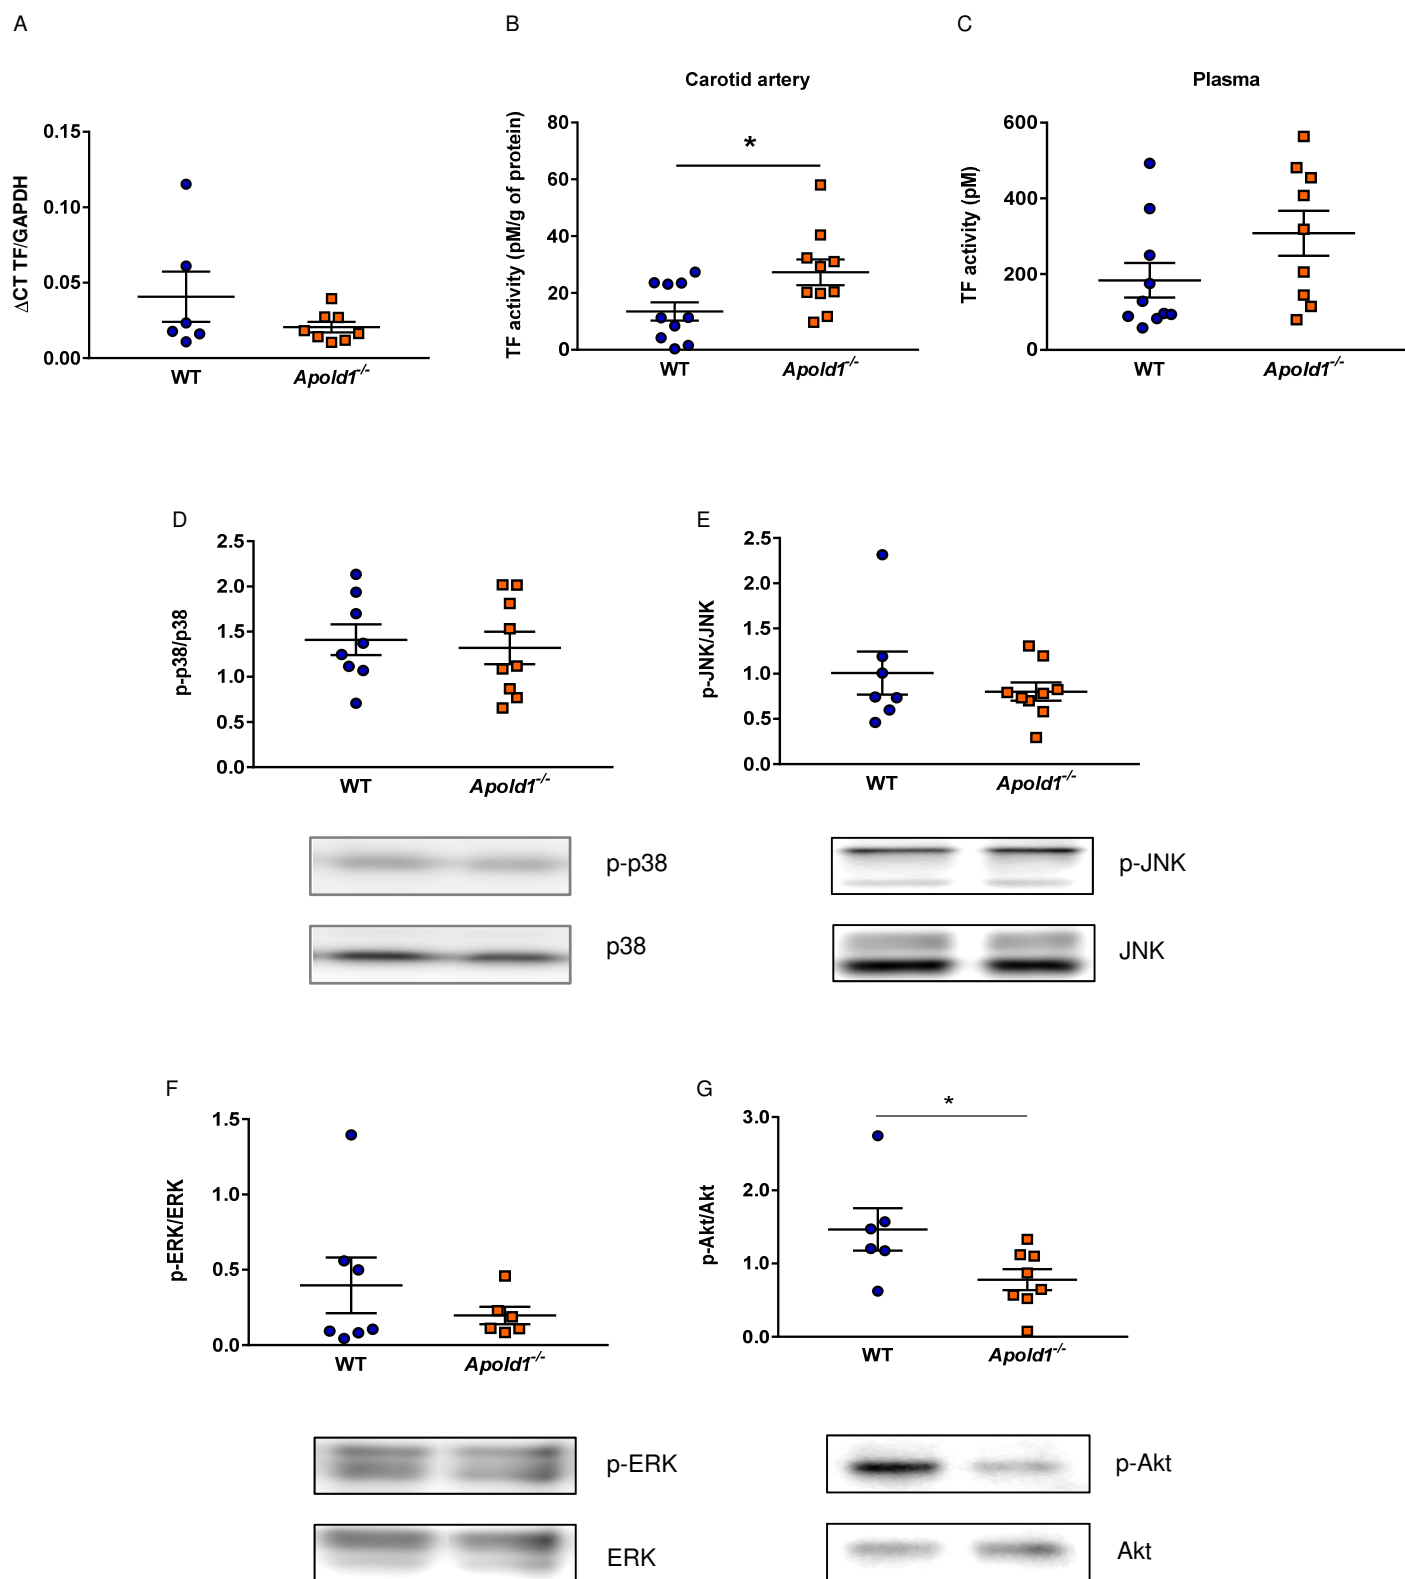 A
B
C
Carotid artery
Plasma
ΔCT TF/GAPDH
0.15
0.10
0.05
0.00
WT
Apold1-/-
TF activity (pM/g of protein)
80
60
40
20
0
*
WT
Apold1-/-
TF activity (pM)
600
400
200
0
WT
Apold1-/-
D
E
p-p38/p38
2.5
2.0
1.5
1.0
0.5
0.0
WT
Apold1-/-
p-p38
p38
p-JNK/JNK
2.5
2.0
1.5
1.0
0.5
0.0
WT
Apold1-/-
p-JNK
JNK
F
G
p-ERK/ERK
1.5
1.0
0.5
0.0
WT
Apold1-/-
p-ERK
ERK
p-Akt/Akt
3.0
2.0
1.0
0.0
*
WT
Apold1-/-
p-Akt
Akt